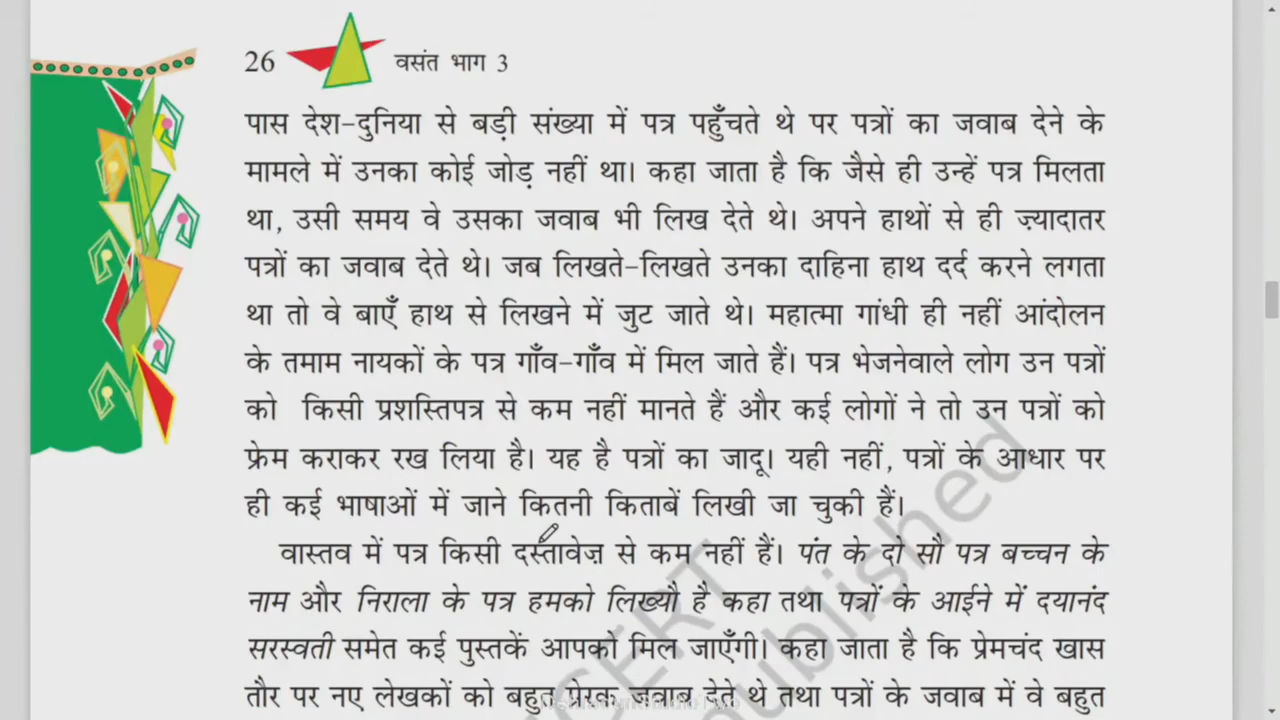 26 वसंत भाग 3
पास देश-दुनिया से बड़ी संख्या में पत्र पहुँचते थे पर पत्रों का जवाब देने के
मामले में उनका कोई जोड़ नहीं था। कहा जाता है कि जैसे ही उन्हें पत्र मिलता
था, उसी समय वे उसका जवाब भी लिख देते थे। अपने हाथों से ही ज़्यादातर
पत्रों का जवाब देते थे। जब लिखते-लिखते उनका दाहिना हाथ दर्द करने लगता
था तो वे बाएँ हाथ से लिखने में जुट जाते थे। महात्मा गांधी ही नहीं आंदोलन
के तमाम नायकों के पत्र गाँव-गाँव में मिल जाते हैं। पत्र भेजनेवाले लोग उन पत्रों
को किसी प्रशस्तिपत्र से कम नहीं मानते हैं और कई लोगों ने तो उन पत्रों को
फ्रेम कराकर रख लिया है। यह है पत्रों का जादू। यही नहीं, पत्रों के आधार पर
ही कई भाषाओं में जाने कितनी किताबें लिखी जा चुकी हैं।
वास्तव में पत्र किसी दस्तावेज़ से कम नहीं हैं। पंत के दो सौ पत्र बच्चन के
नाम और निराला के पत्र हमको लिख्यौ है कहा तथा पत्रों के आईने में दयानंद
सरस्वती समेत कई पुस्तकें आपको मिल जाएँगी। कहा जाता है कि प्रेमचंद खास
तौर पर नए लेखकों को बहुत प्रेरक जवाब देते थे तथा पत्रों के जवाब में वे बहुत